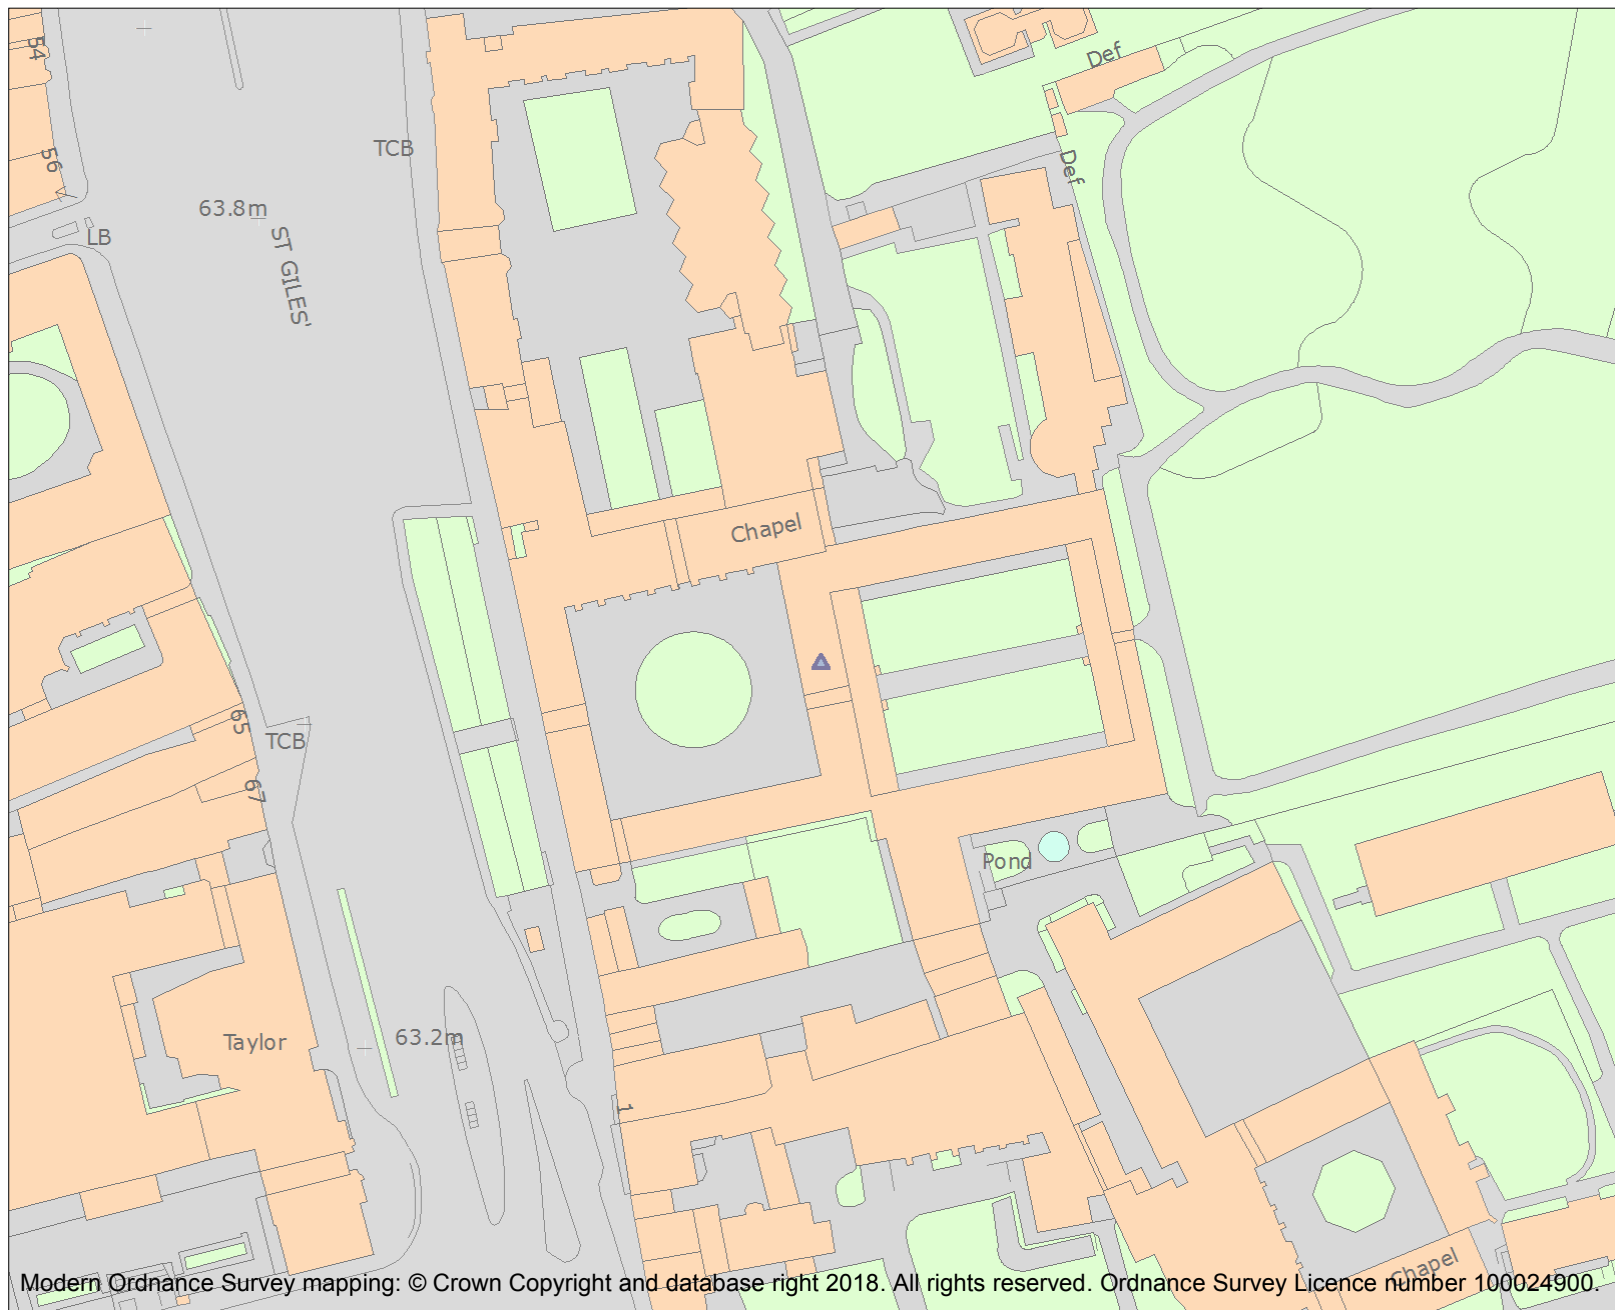 54
Def
TCB
56
Def
63.8m
LB
ST GILES'
Chapel
65
TCB
67
Pond
Taylor
63.2m
1
Chapel
Modern Ordnance Survey mapping: © Crown Copyright and database right 2018. All rights reserved. Ordnance Survey Licence number 100024900.